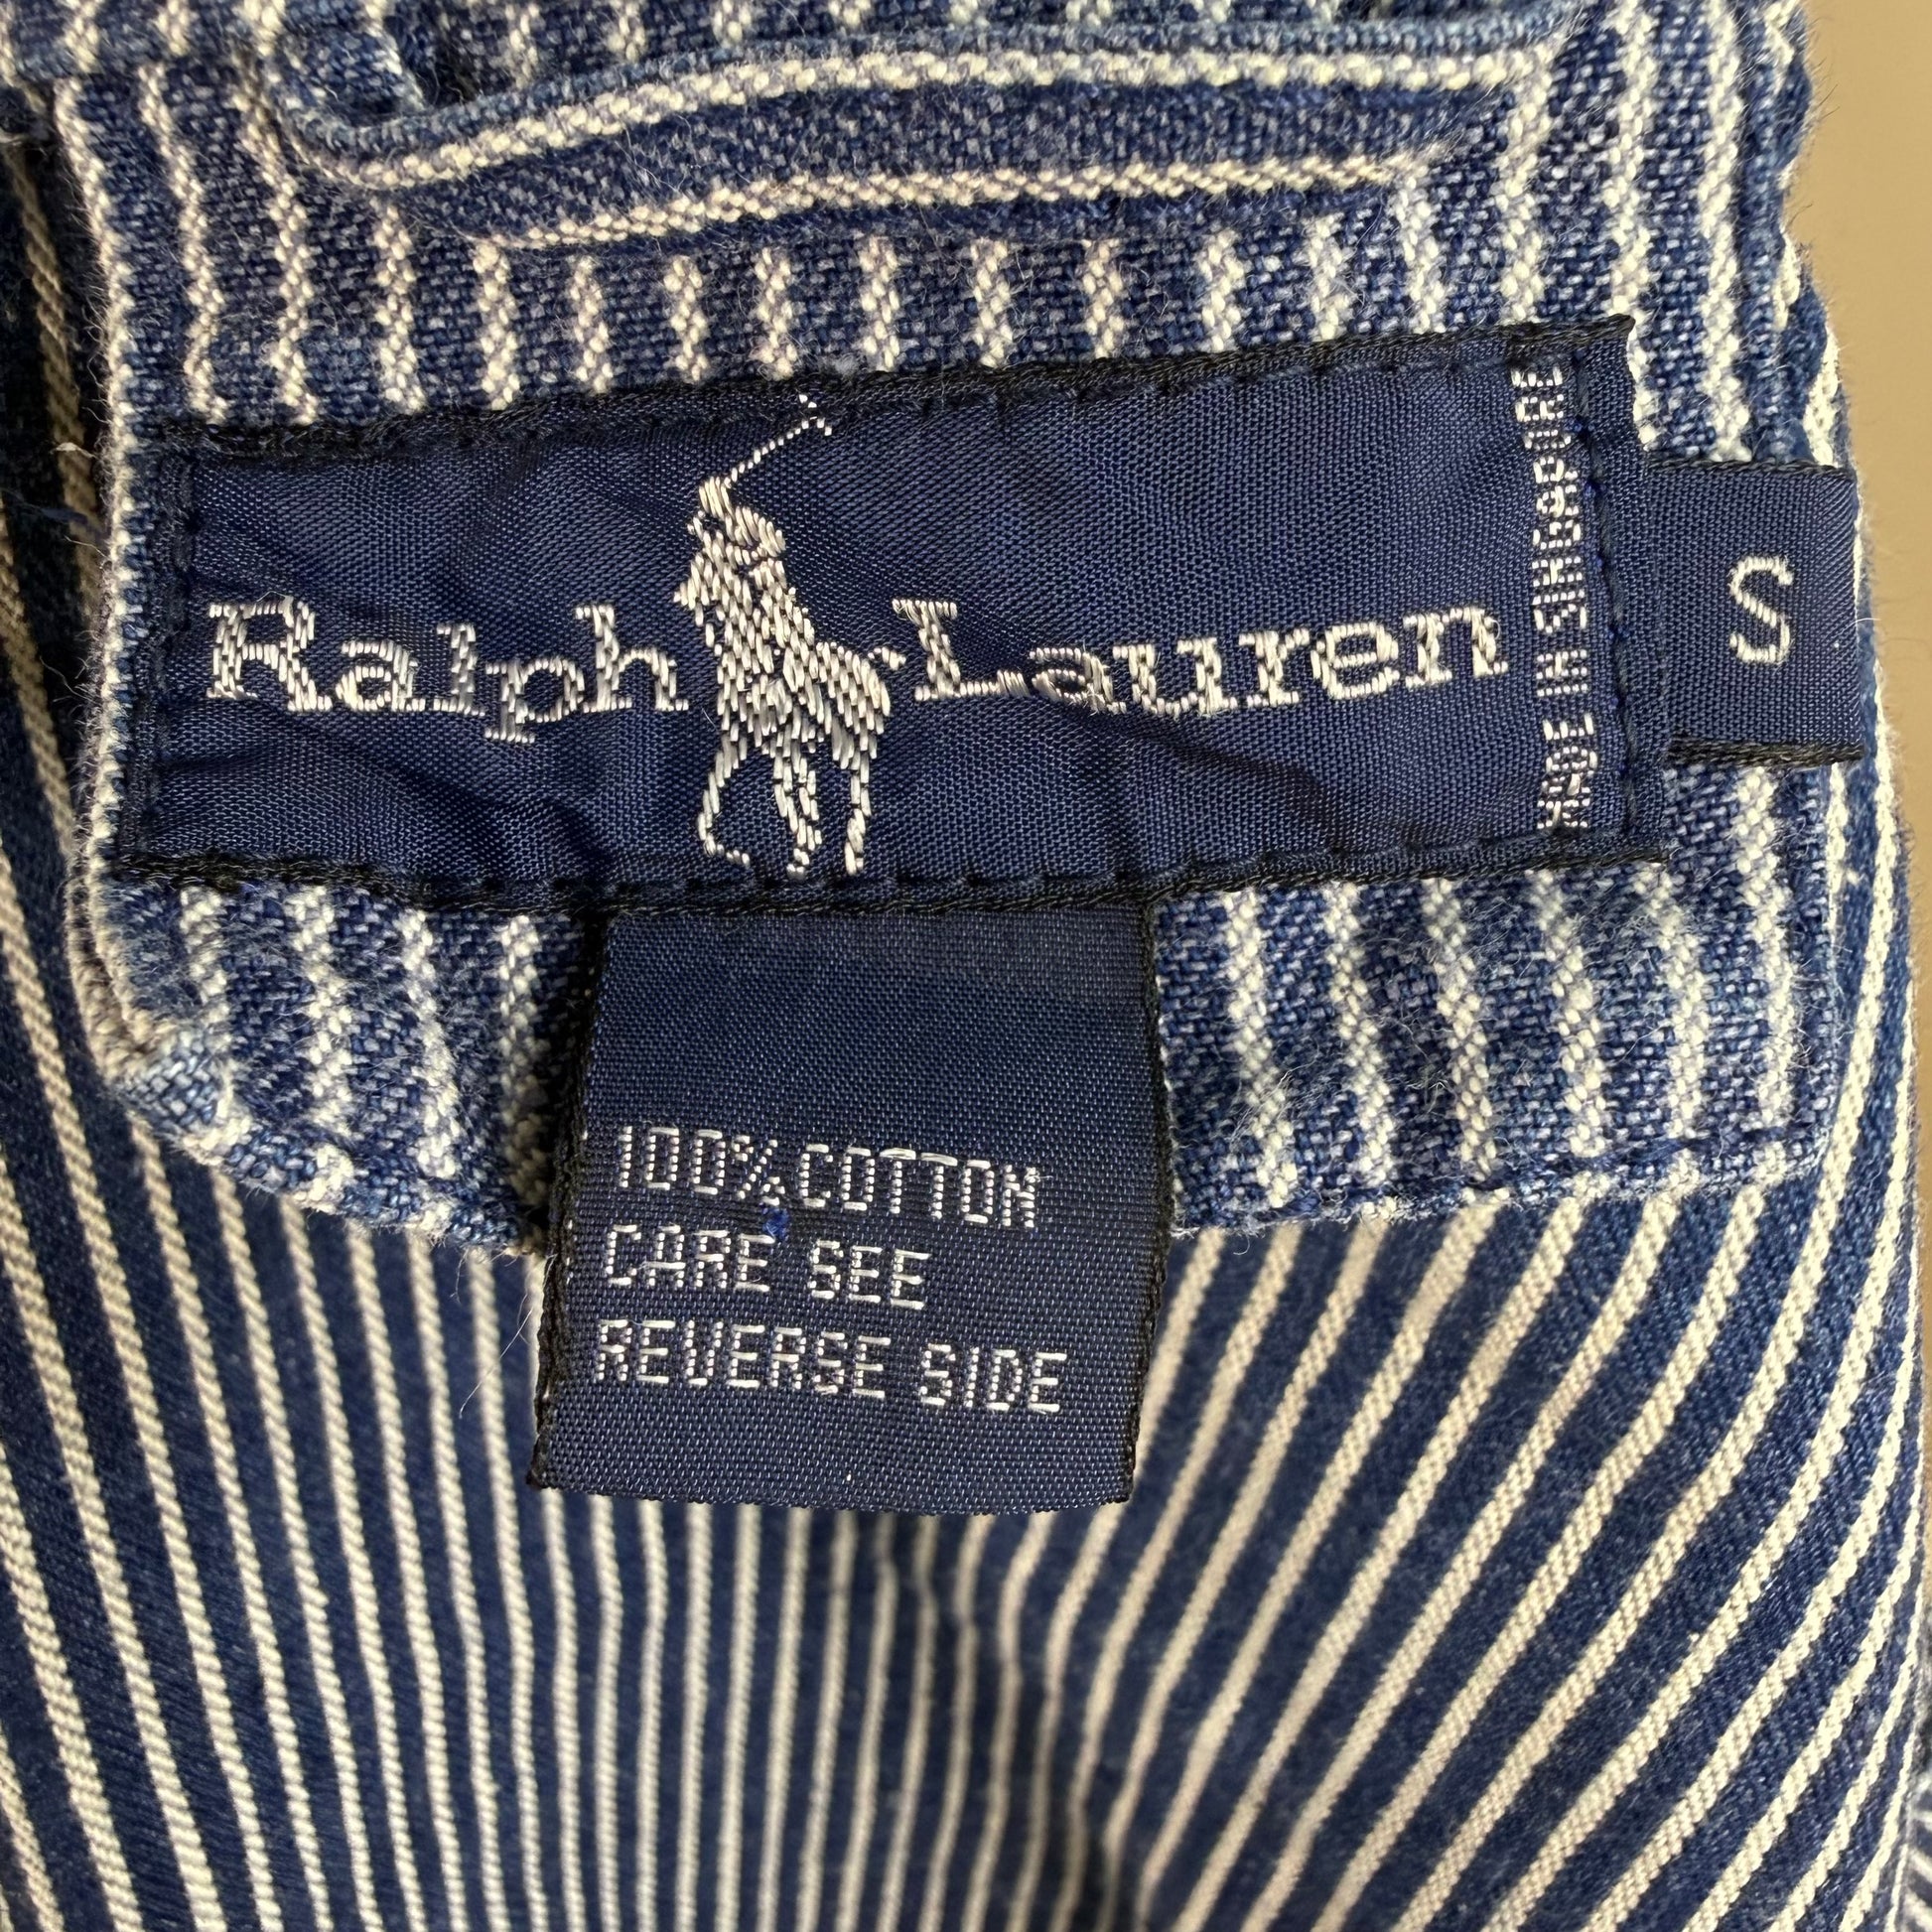 Ralph Lauren
MADE IN SINGAPORE
S
100% COTTON
CARE SEE
REVERSE SIDE